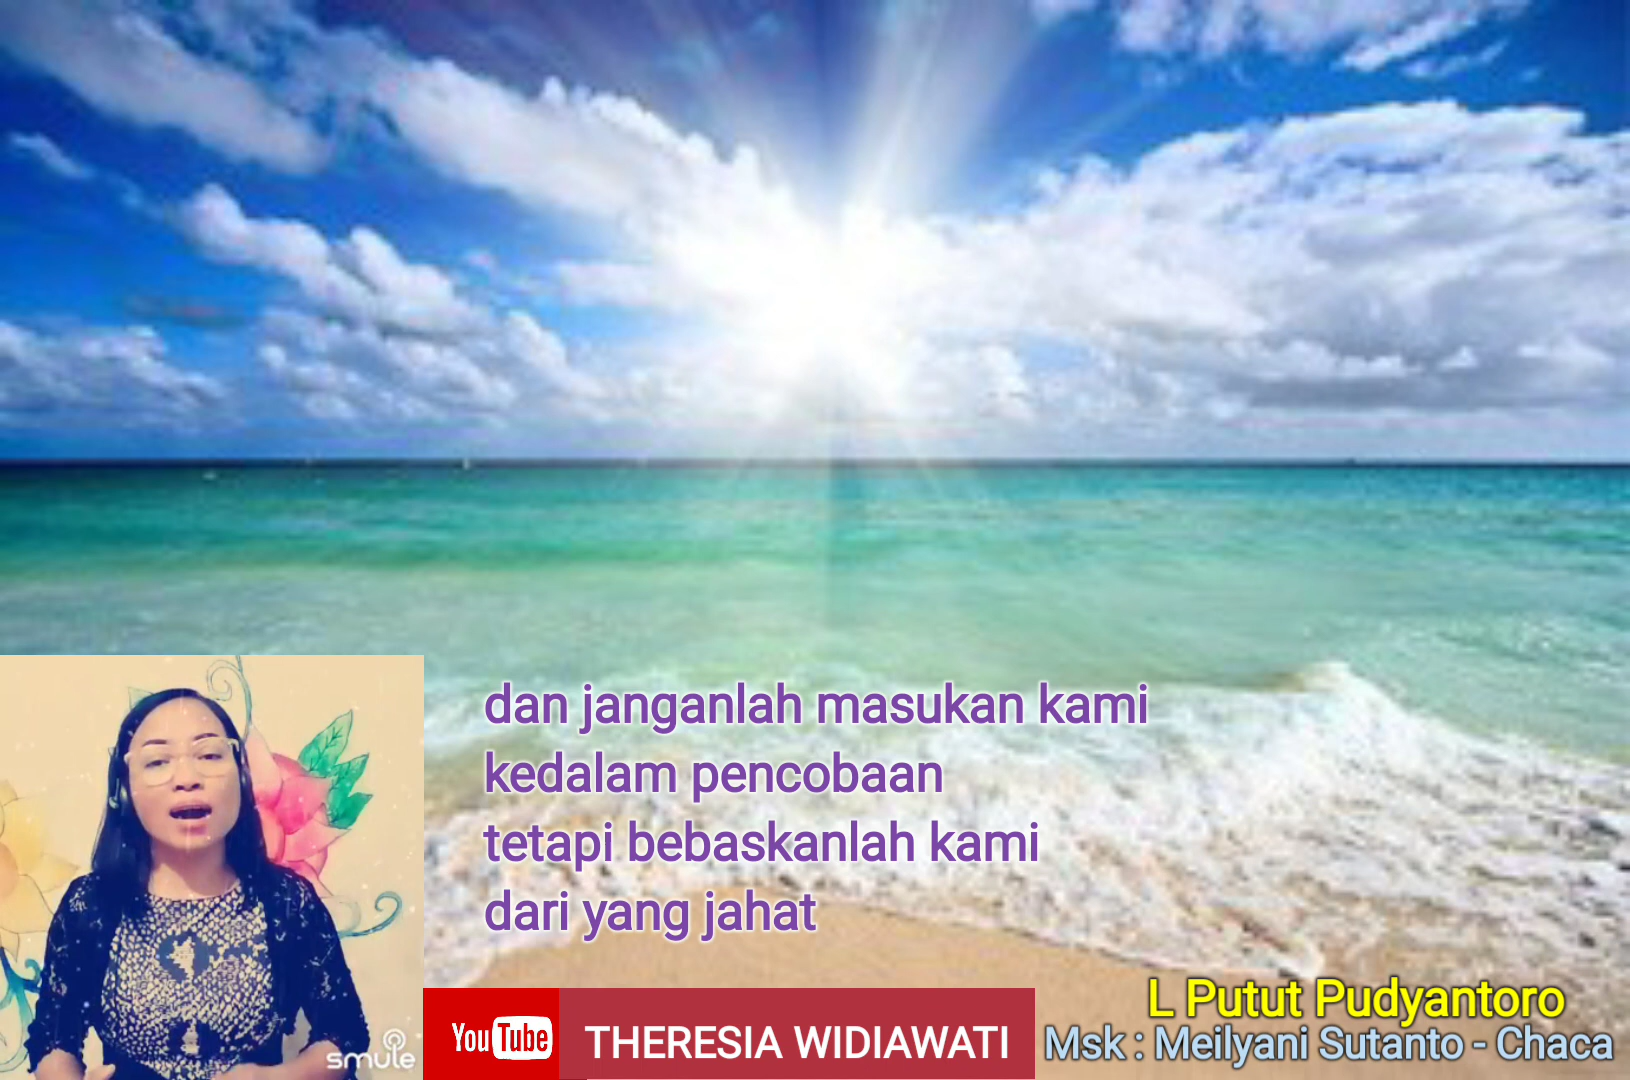 dan janganlah masukan kami
kedalam pencobaan
tetapi bebaskanlah kami
dari yang jahat
smule
YouTube
THERESIA WIDIAWATI
L Putut Pudyantoro
Msk : Meilyani Sutanto - Chaca